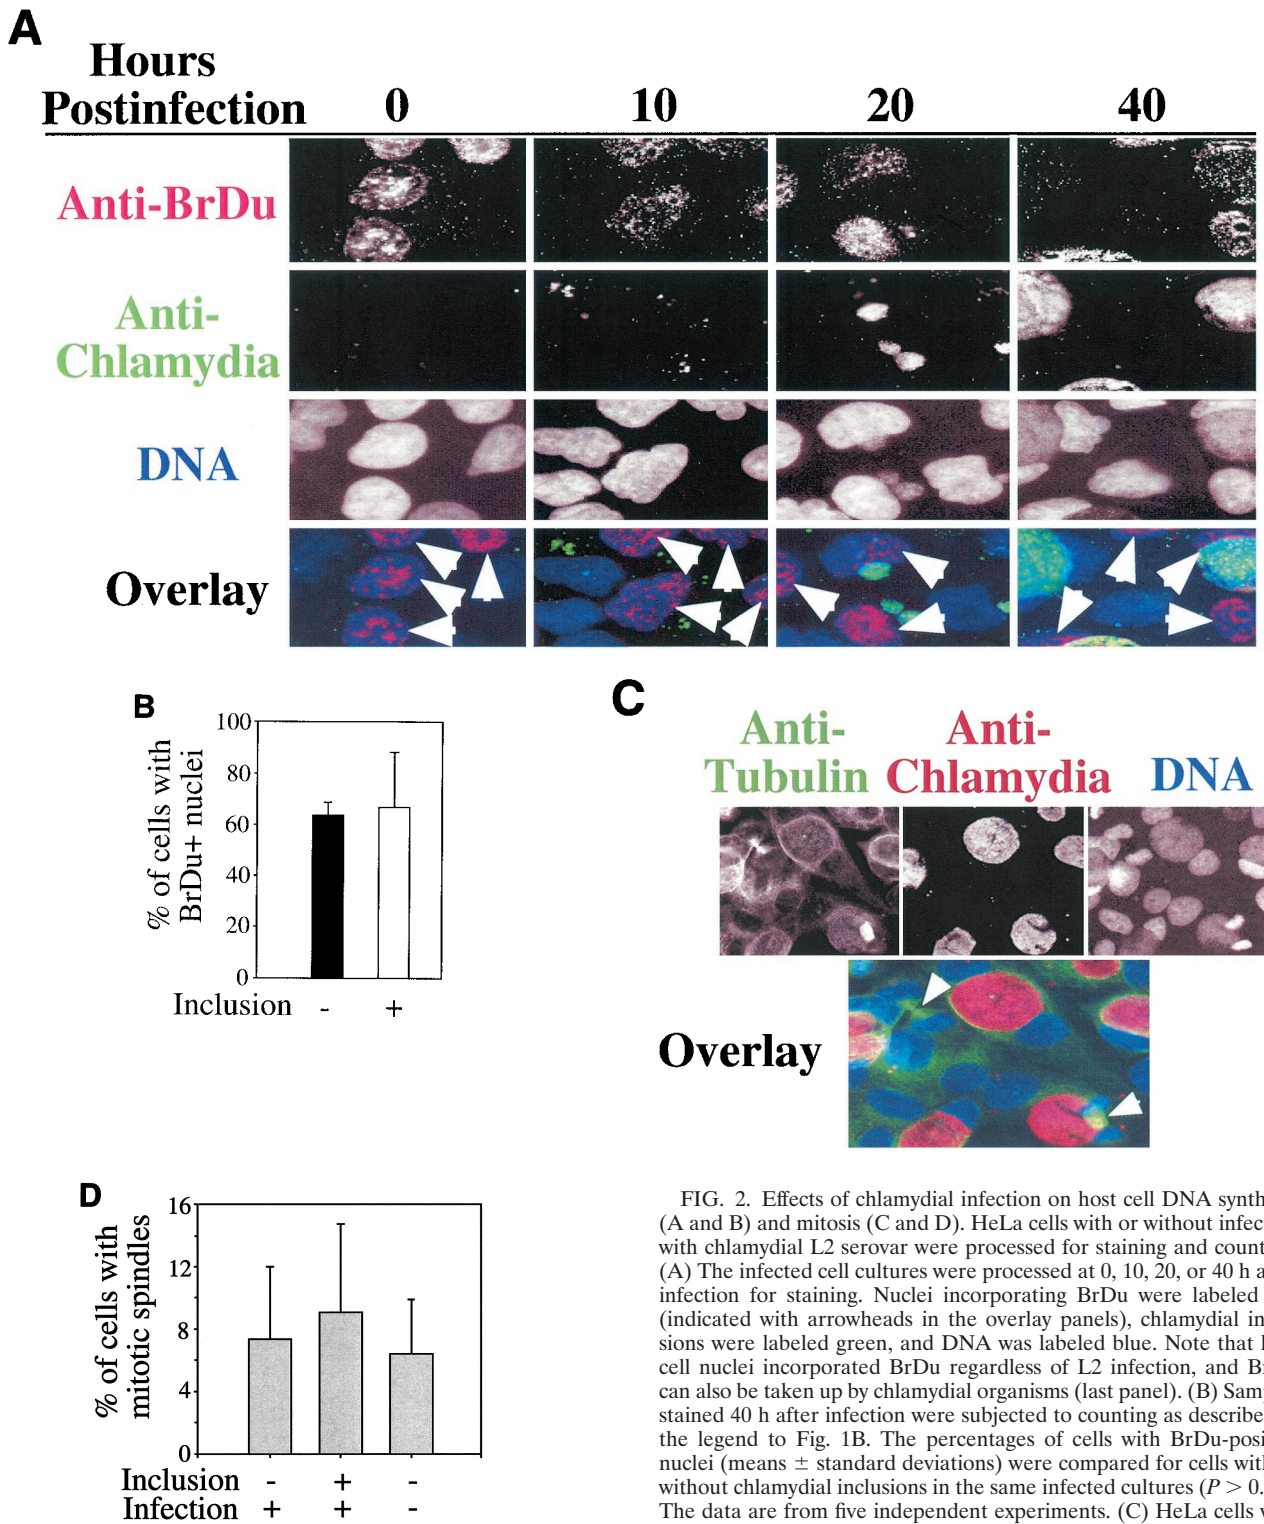 A
Hours
Postinfection 0 10 20 40
Anti-BrDu
Anti-
Chlamydia
DNA
Overlay
B
% of cells with
BrDu+ nuclei
100
80
60
40
20
0
Inclusion - +
C
Anti-
Tubulin
Anti-
Chlamydia
DNA
Overlay
D
% of cells with
mitotic spindles
16
12
8
4
0
Inclusion - + -
Infection + + -
FIG. 2. Effects of chlamydial infection on host cell DNA synth
(A and B) and mitosis (C and D). HeLa cells with or without infec
with chlamydial L2 serovar were processed for staining and count
(A) The infected cell cultures were processed at 0, 10, 20, or 40 h a
infection for staining. Nuclei incorporating BrDu were labeled
(indicated with arrowheads in the overlay panels), chlamydial in
sions were labeled green, and DNA was labeled blue. Note that
cell nuclei incorporated BrDu regardless of L2 infection, and B
can also be taken up by chlamydial organisms (last panel). (B) Samp
stained 40 h after infection were subjected to counting as describe
the legend to Fig. 1B. The percentages of cells with BrDu-posi
nuclei (means ± standard deviations) were compared for cells with
without chlamydial inclusions in the same infected cultures (P > 0.
The data are from five independent experiments. (C) HeLa cells w